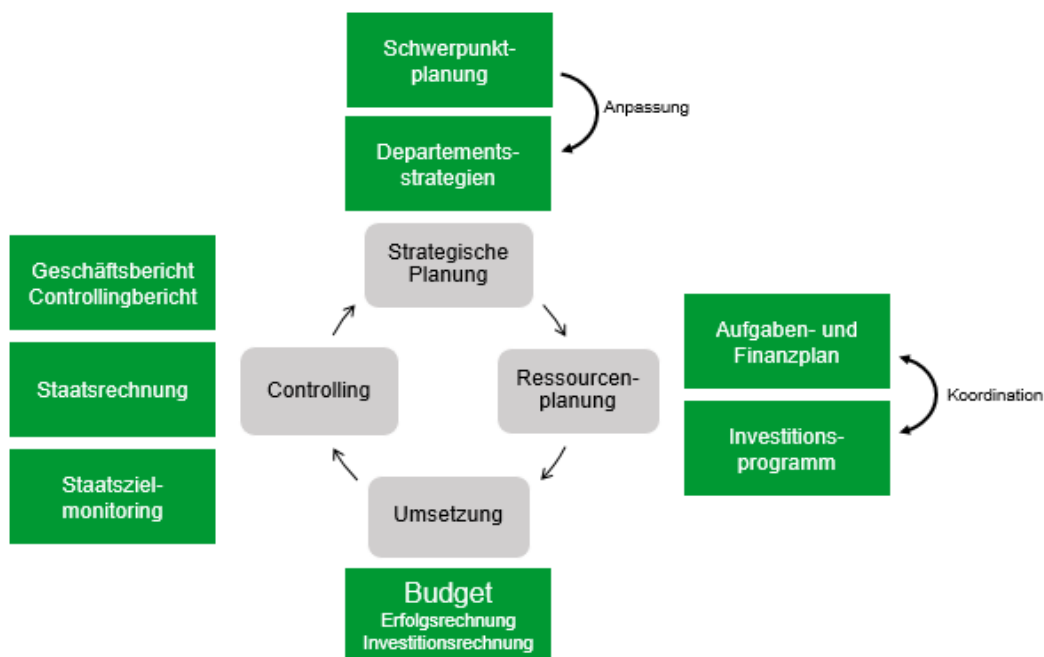 Schwerpunkt-
planung
Anpassung
Departements-
strategien
Strategische
Planung
Geschäftsbericht
Controllingbericht
Staatsrechnung
Staatsziel-
monitoring
Controlling
Ressourcen-
planung
Aufgaben- und
Finanzplan
Koordination
Investitions-
programm
Umsetzung
Budget
Erfolgsrechnung
Investitionsrechnung